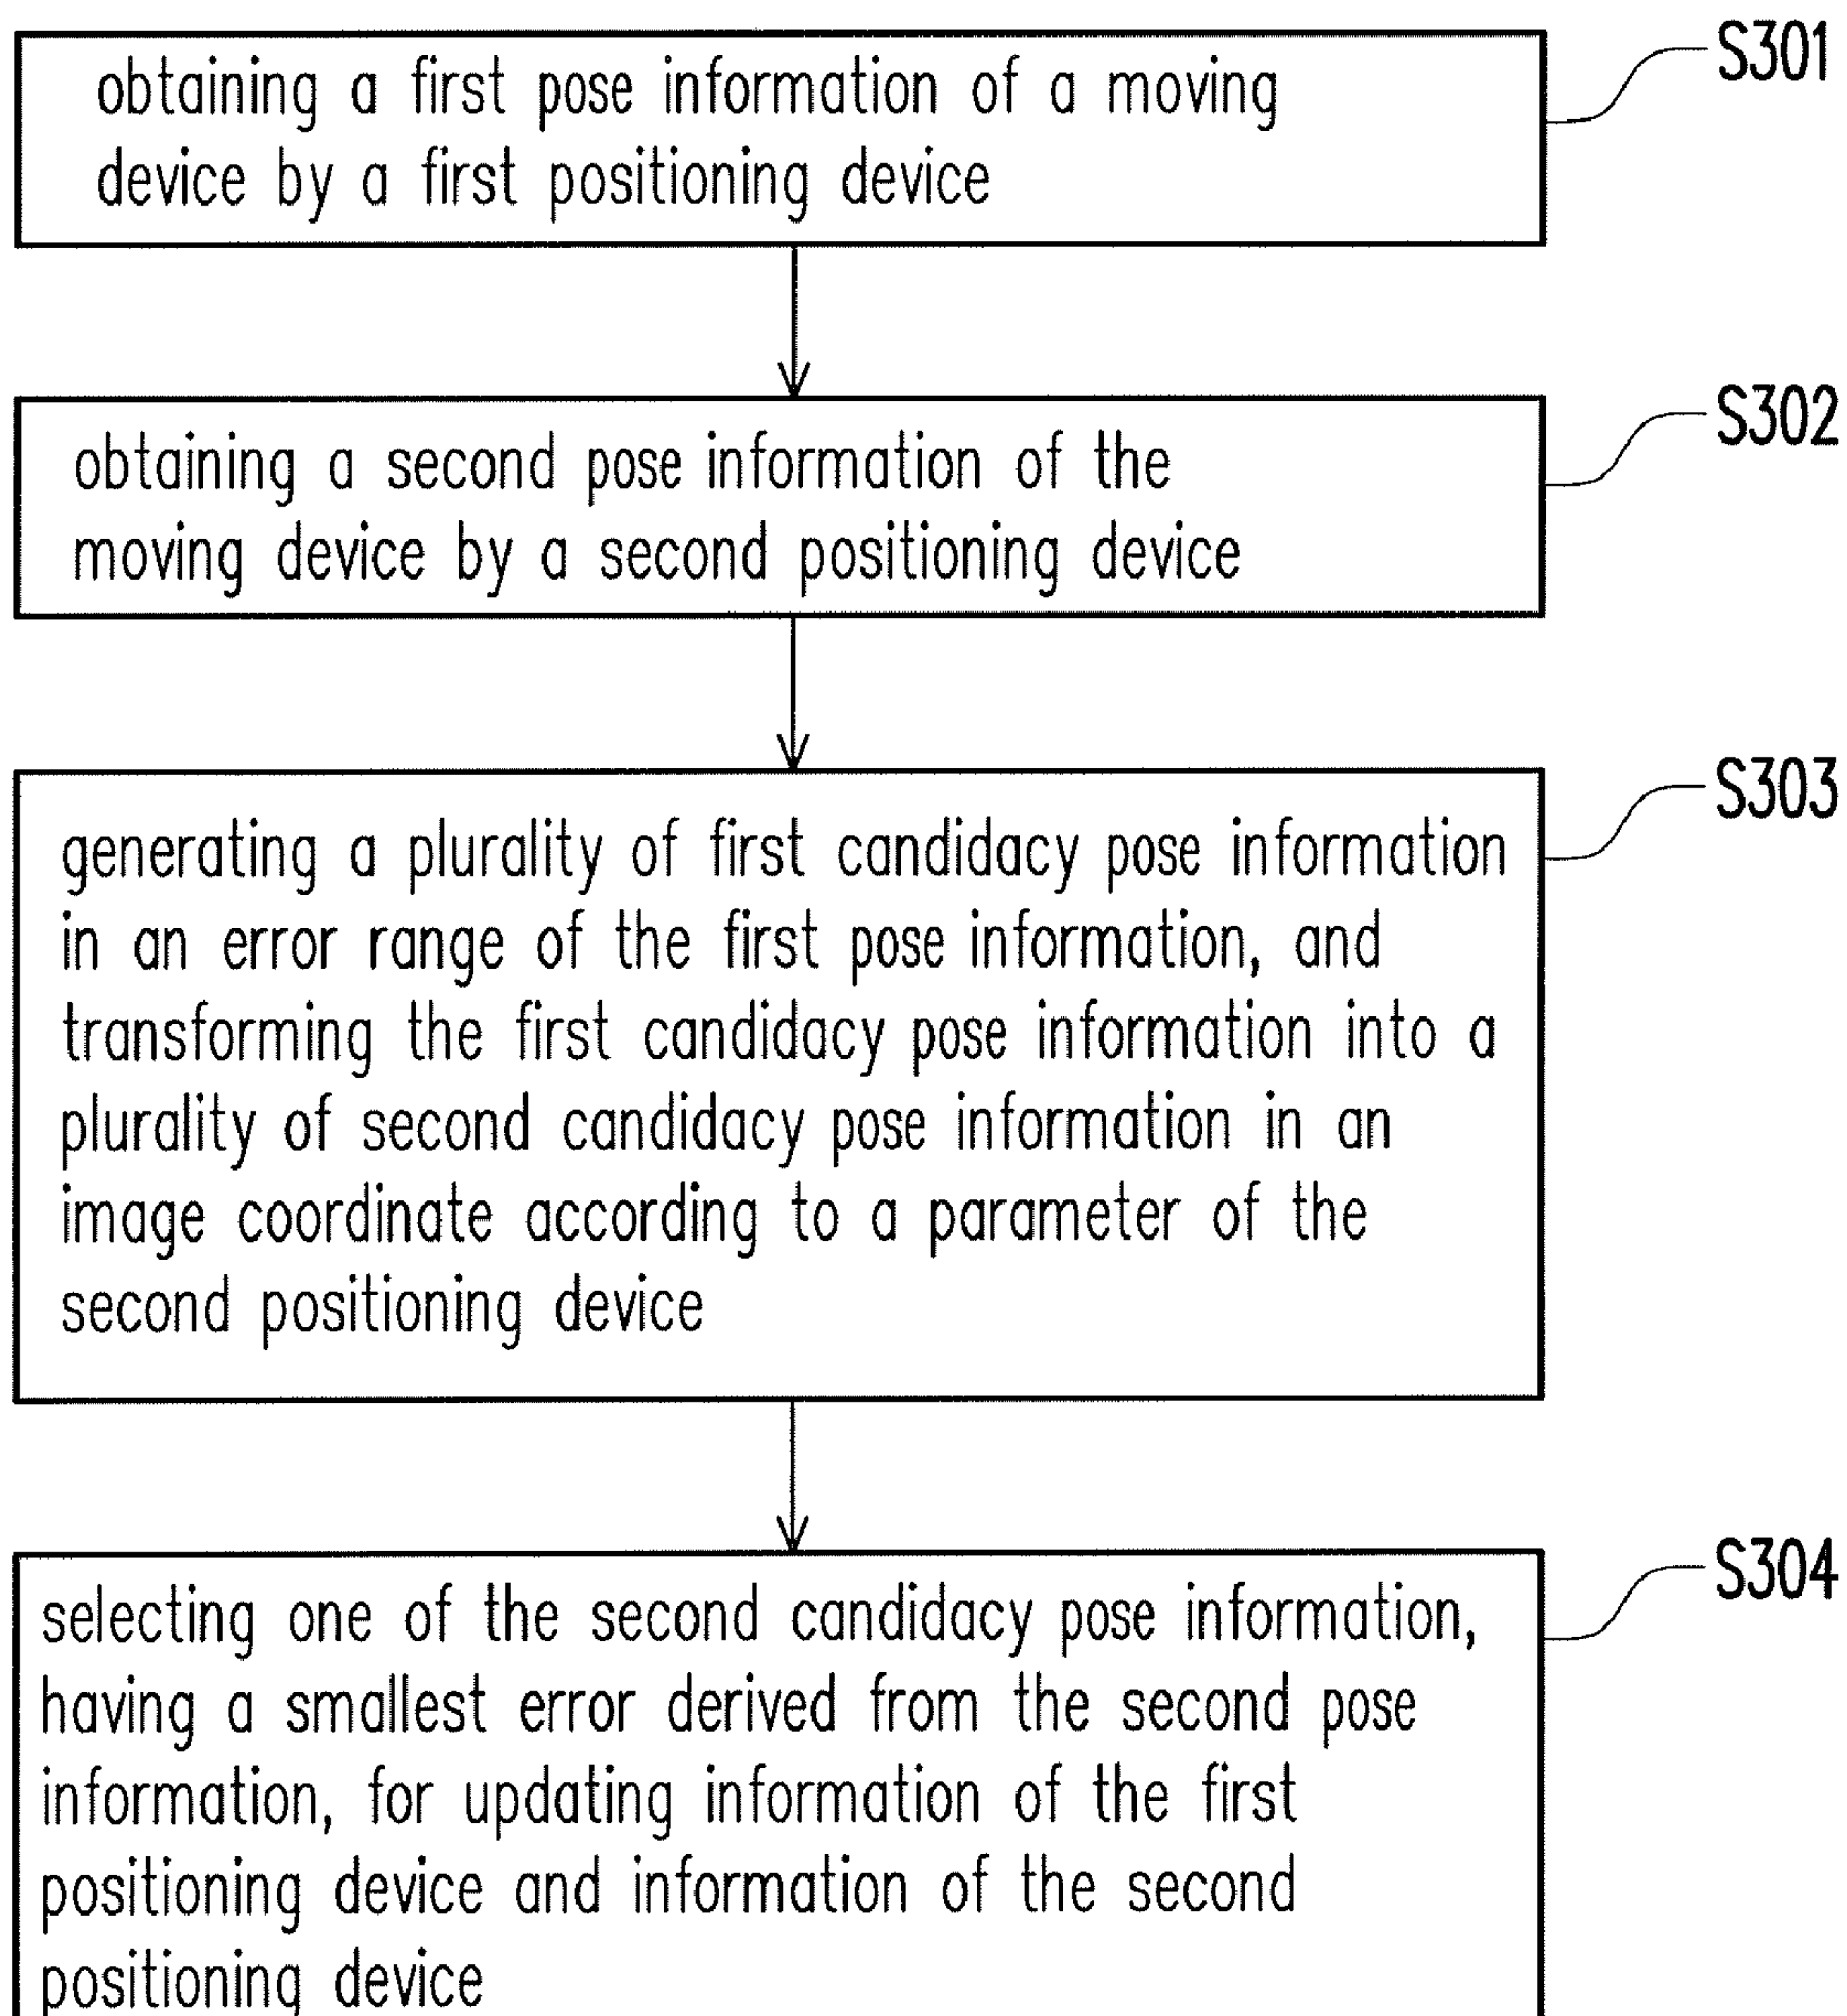 obtaining a first pose information of a moving
device by a first positioning device
S301
obtaining a second pose information of the
moving device by a second positioning device
S302
generating a plurality of first candidacy pose information
in an error range of the first pose information, and
transforming the first candidacy pose information into a
plurality of second candidacy pose information in an
image coordinate according to a parameter of the
second positioning device
S303
selecting one of the second candidacy pose information,
having a smallest error derived from the second pose
information, for updating information of the first
positioning device and information of the second
positioning device
S304